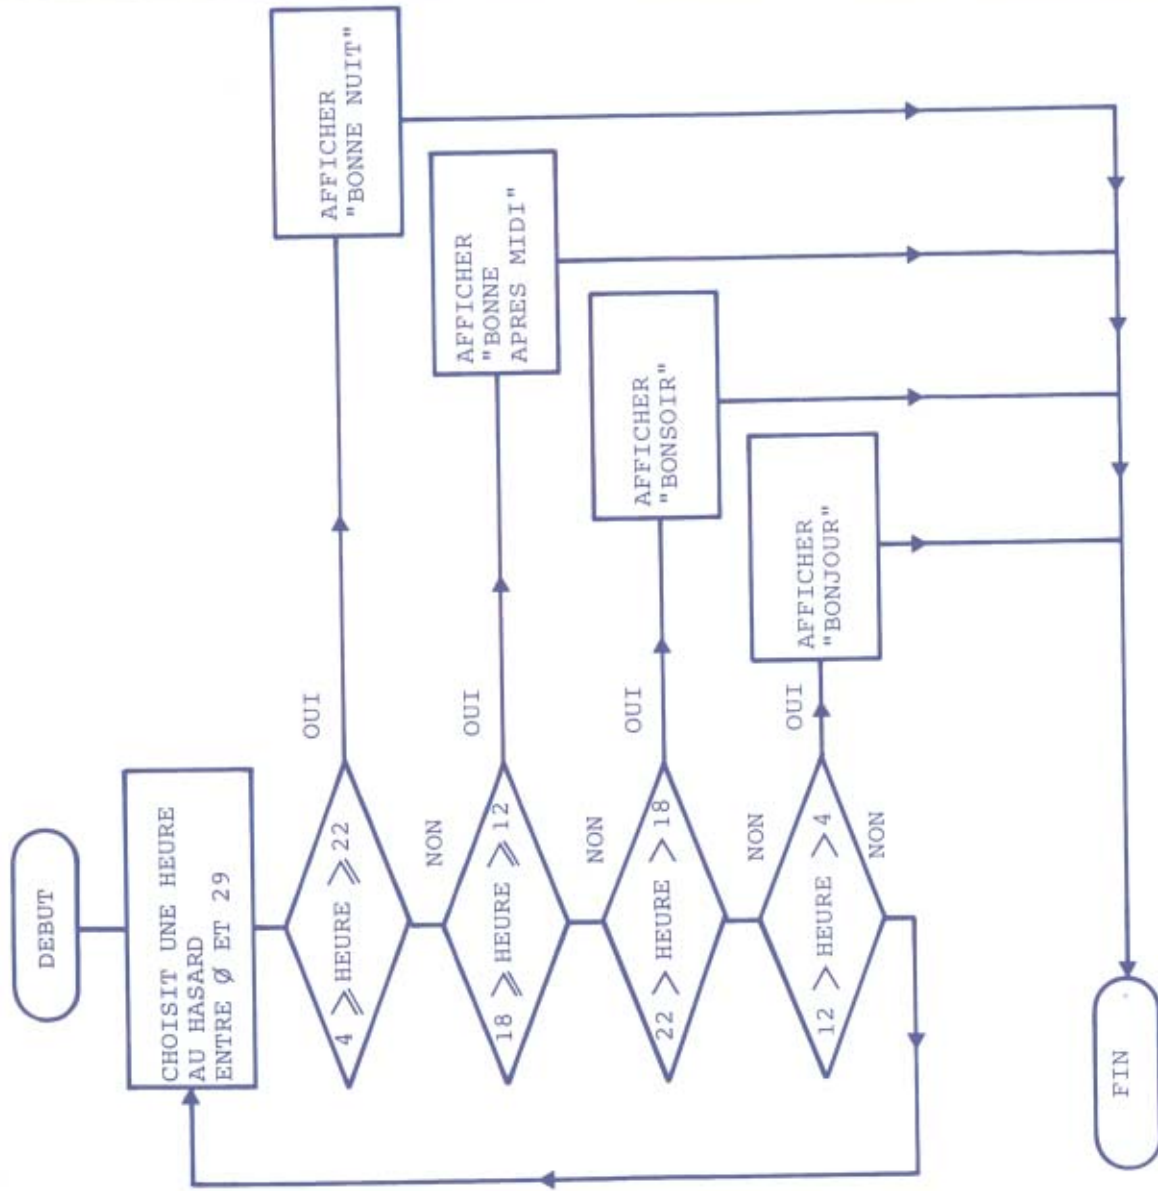 DEBUT
CHOISIT UNE HEURE
AU HASARD
ENTRE Ø ET 29
4 ⩾ HEURE ⩾ 22
OUI
AFFICHER
"BONNE NUIT"
NON
18 ⩾ HEURE ⩾ 12
OUI
AFFICHER
"BONNE
APRES MIDI"
NON
22 > HEURE > 18
OUI
AFFICHER
"BONSOIR"
NON
12 > HEURE > 4
OUI
AFFICHER
"BONJOUR"
NON
FIN